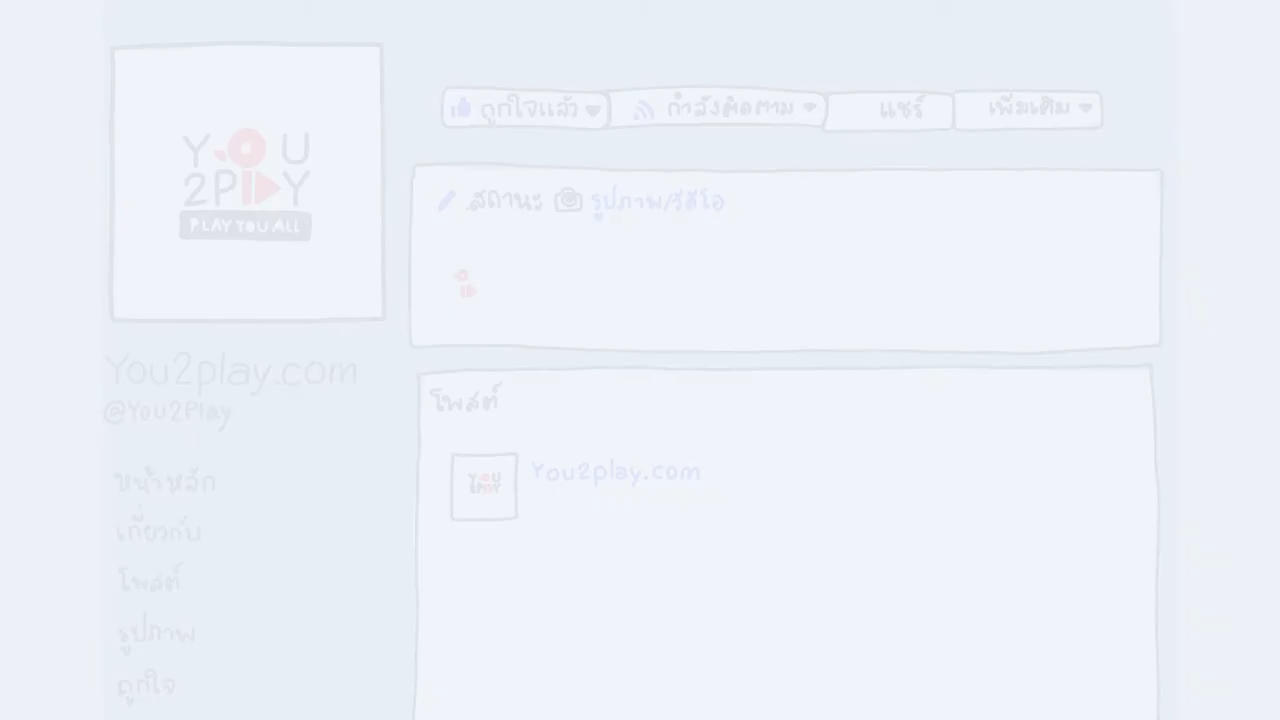 YOU
2PLAY
PLAY YOU ALL
ถูกใจแล้ว กำลังติดตาม แชร์ เพิ่มเติม
สถานะ รูปภาพ/วีดีโอ
You2play.com
@You2Play
โพสต์
YOU
2PLAY
You2play.com
หน้าหลัก
เกี่ยวกับ
โพสต์
รูปภาพ
ถูกใจ